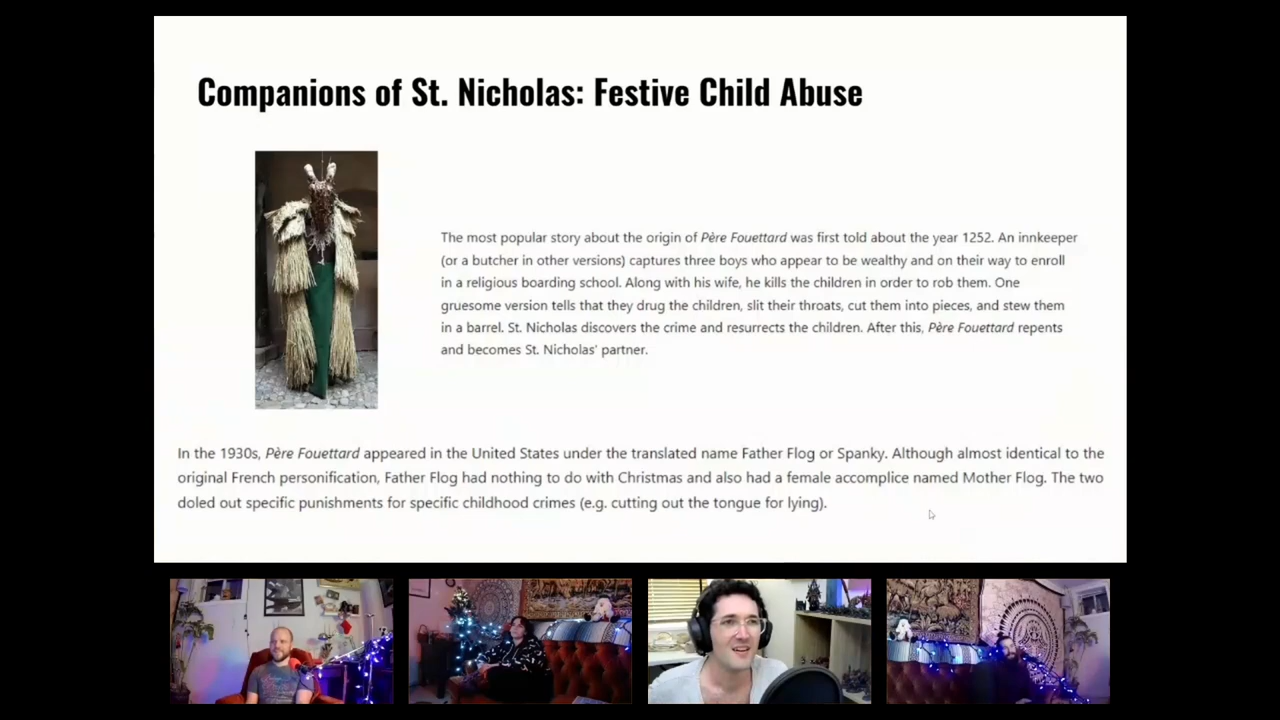 Companions of St. Nicholas: Festive Child Abuse
The most popular story about the origin of Père Fouettard was first told about the year 1252. An innkeeper
(or a butcher in other versions) captures three boys who appear to be wealthy and on their way to enroll
in a religious boarding school. Along with his wife, he kills the children in order to rob them. One
gruesome version tells that they drug the children, slit their throats, cut them into pieces, and stew them
in a barrel. St. Nicholas discovers the crime and resurrects the children. After this, Père Fouettard repents
and becomes St. Nicholas' partner.
In the 1930s, Père Fouettard appeared in the United States under the translated name Father Flog or Spanky. Although almost identical to the
original French personification, Father Flog had nothing to do with Christmas and also had a female accomplice named Mother Flog. The two
doled out specific punishments for specific childhood crimes (e.g. cutting out the tongue for lying).